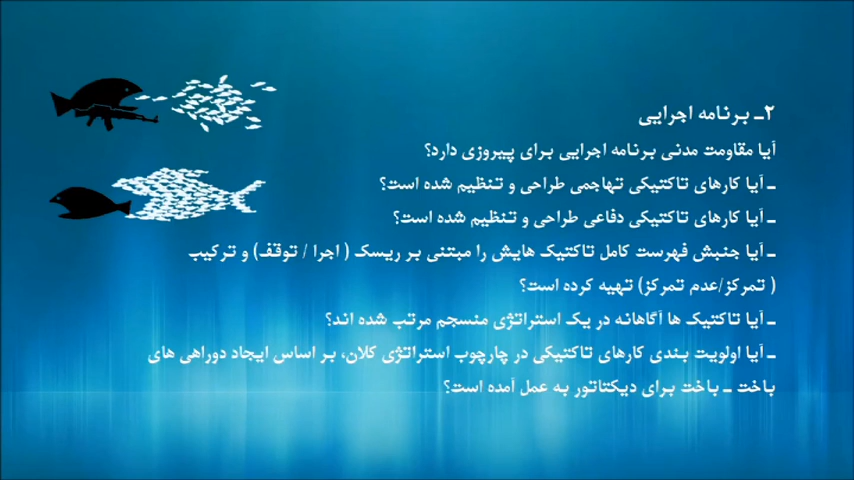 ۲ـ برنامه اجرایی
آیا مقاومت مدنی برنامه اجرایی برای پیروزی دارد؟
ـ آیا کارهای تاکتیکی تهاجمی طراحی و تنظیم شده است؟
ـ آیا کارهای تاکتیکی دفاعی طراحی و تنظیم شده است؟
ـ آیا جنبش فهرست کامل تاکتیک هایش را مبتنی بر ریسک ( اجرا / توقف) و ترکیب
( تمرکز/عدم تمرکز) تهیه کرده است؟
ـ آیا تاکتیک ها آگاهانه در یک استراتژی منسجم مرتب شده اند؟
ـ آیا اولویت بندی کارهای تاکتیکی در چارچوب استراتژی کلان، بر اساس ایجاد دوراهی های
باخت ـ باخت برای دیکتاتور به عمل آمده است؟